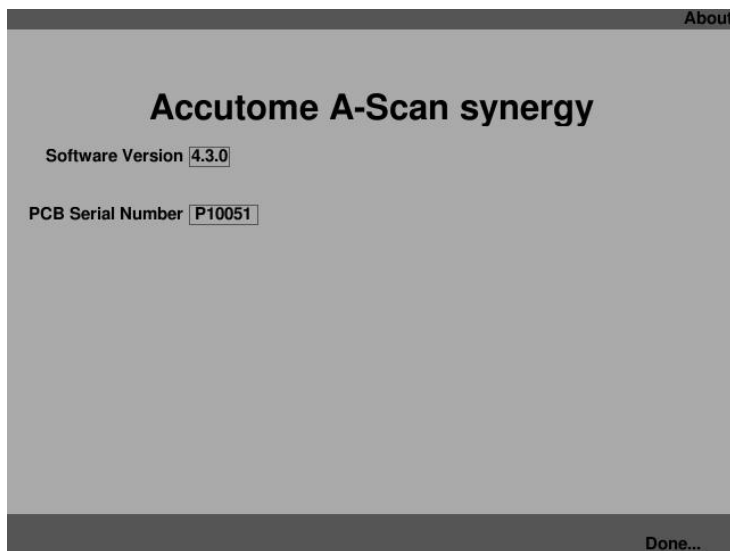 About
Accutome A-Scan synergy
Software Version 4.3.0
PCB Serial Number P10051
Done...